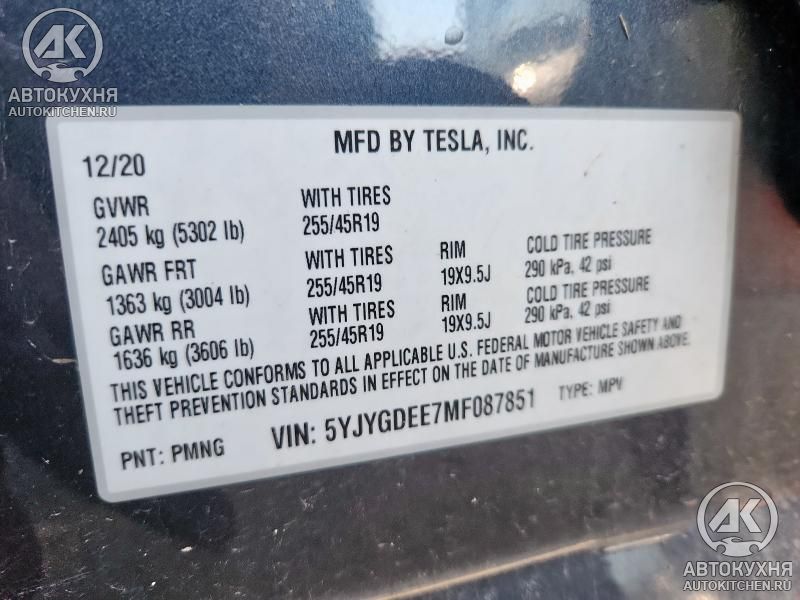 AK
АВТОКУХНЯ
AUTOKITCHEN.RU
MFD BY TESLA, INC.
12/20
GVWR WITH TIRES
2405 kg (5302 lb) 255/45R19
GAWR FRT WITH TIRES RIM COLD TIRE PRESSURE
1363 kg (3004 lb) 255/45R19 19X9.5J 290 kPa, 42 psi
GAWR RR WITH TIRES RIM COLD TIRE PRESSURE
1636 kg (3606 lb) 255/45R19 19X9.5J 290 kPa, 42 psi
THIS VEHICLE CONFORMS TO ALL APPLICABLE U.S. FEDERAL MOTOR VEHICLE SAFETY AND
THEFT PREVENTION STANDARDS IN EFFECT ON THE DATE OF MANUFACTURE SHOWN ABOVE.
PNT: PMNG VIN: 5YJYGDEE7MF087851 TYPE: MPV
AK
АВТОКУХНЯ
AUTOKITCHEN.RU